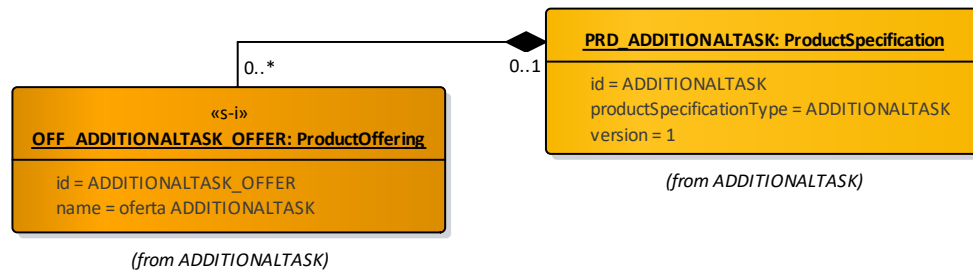 PRD_ADDITIONALTASK: ProductSpecification
id = ADDITIONALTASK
productSpecificationType = ADDITIONALTASK
version = 1
(from ADDITIONALTASK)
0..1
0..*
«s-i»
OFF_ADDITIONALTASK_OFFER: ProductOffering
id = ADDITIONALTASK_OFFER
name = oferta ADDITIONALTASK
(from ADDITIONALTASK)